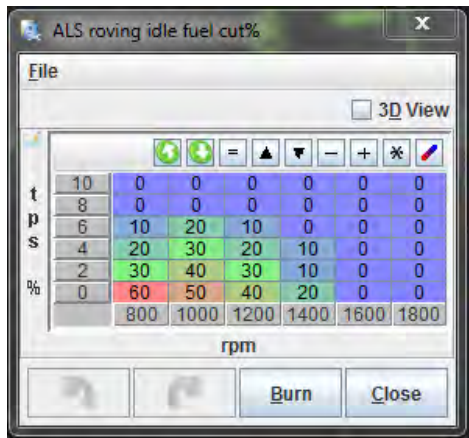 ALS roving idle fuel cut% x
File
3D View
= - + *
tps %
10 0 0 0 0 0 0
8 0 0 0 0 0 0
6 10 20 10 0 0 0
4 20 30 20 10 0 0
2 30 40 30 10 0 0
0 60 50 40 20 0 0
800 1000 1200 1400 1600 1800
rpm
Burn Close